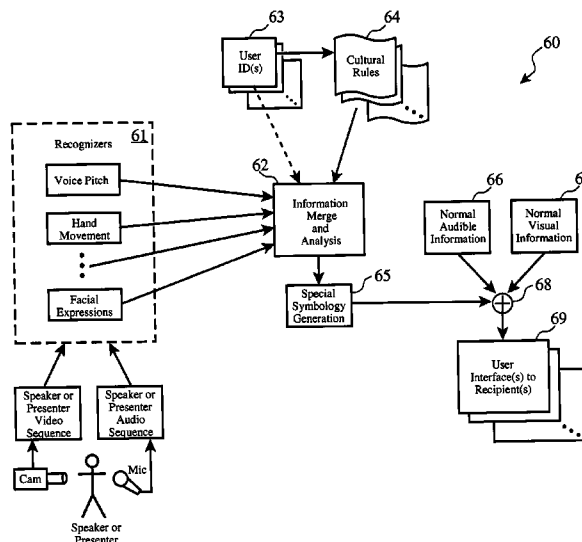 63
64
60
User
ID(s)
Cultural
Rules
61
Recognizers
Voice Pitch
Hand
Movement
Facial
Expressions
62
Information
Merge
and
Analysis
66
Normal
Audible
Information
Normal
Visual
Information
65
Special
Symbology
Generation
68
69
User
Interface(s) to
Recipient(s)
Speaker or
Presenter
Video
Sequence
Speaker or
Presenter
Audio
Sequence
Cam
Mic
Speaker or
Presenter